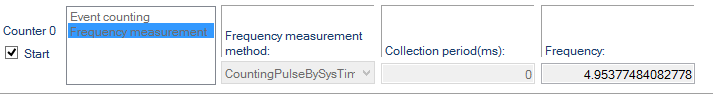 Counter 0
Start
Event counting
Frequency measurement
Frequency measurement
method:
CountingPulseBySysTim
Collection period(ms):
0
Frequency:
4.95377484082778